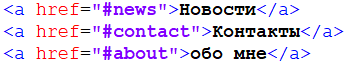 <a href="#news">Новости</a>
<a href="#contact">Контакты</a>
<a href="#about">обо мне</a>